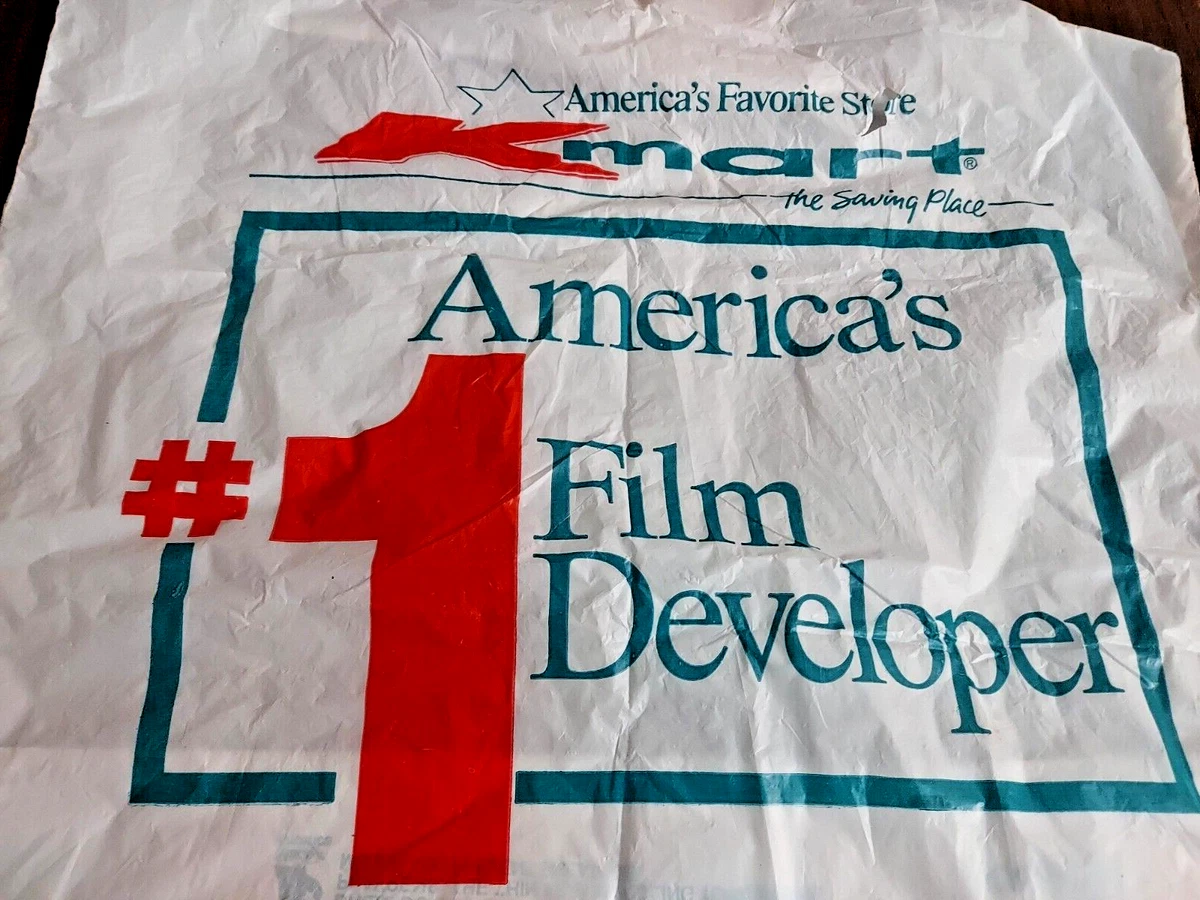 America's Favorite Store
Kmart®
the Saving Place
America's
#1
Film
Developer